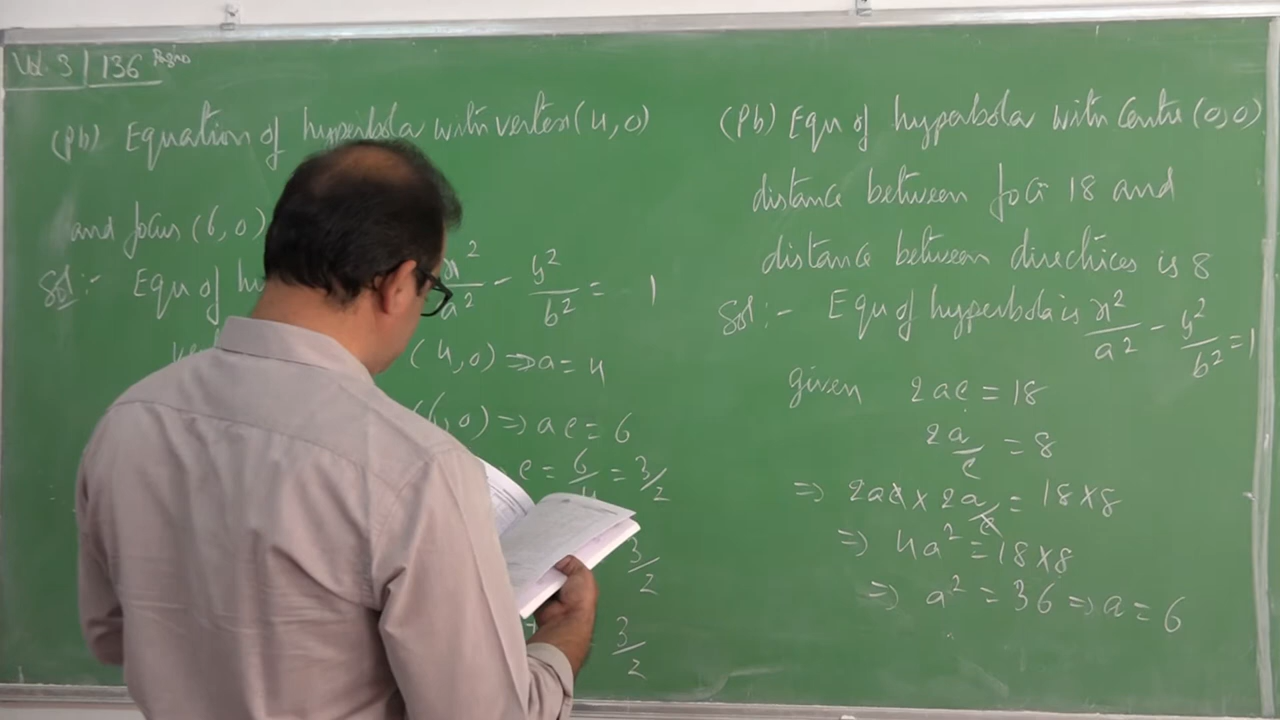 Vol. 3 / 136
(Pb) Equation of hyperbola with vertex (4,0)
and focus (6,0)
Sol :- Equ of x²/a² - y²/b² = 1
(4,0) ⇒ a = 4
(6,0) ⇒ ae = 6
e = 6/4 = 3/2
3/2
3/2
(Pb) Equ of hyperbola with Centre (0,0)
distance between foci 18 and
distance between directrices is 8
Sol :- Equ of hyperbola is x²/a² - y²/b² = 1
given 2ae = 18
2a/e = 8
⇒ 2ae × 2a/e = 18×8
⇒ 4a² = 18×8
⇒ a² = 36 ⇒ a = 6